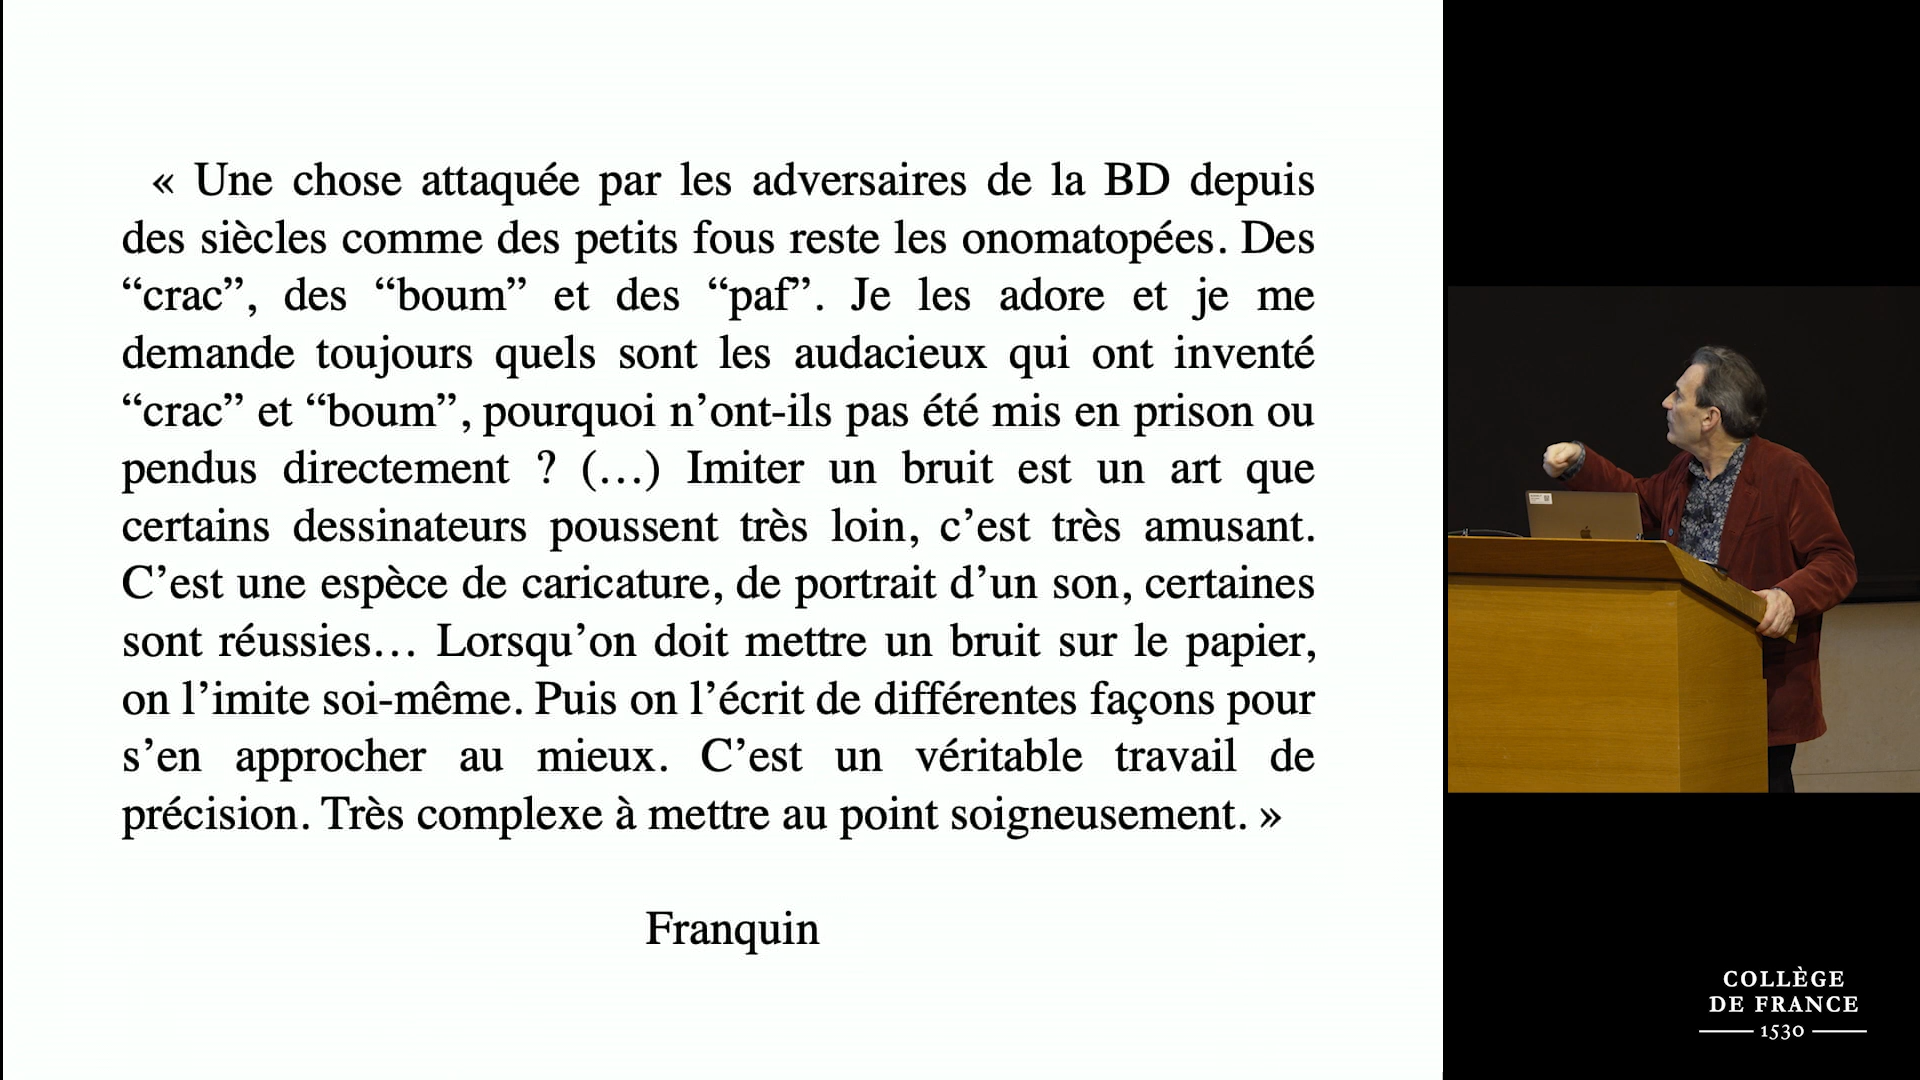 « Une chose attaquée par les adversaires de la BD depuis
des siècles comme des petits fous reste les onomatopées. Des
“crac”, des “boum” et des “paf”. Je les adore et je me
demande toujours quels sont les audacieux qui ont inventé
“crac” et “boum”, pourquoi n’ont-ils pas été mis en prison ou
pendus directement ? (…) Imiter un bruit est un art que
certains dessinateurs poussent très loin, c’est très amusant.
C’est une espèce de caricature, de portrait d’un son, certaines
sont réussies… Lorsqu’on doit mettre un bruit sur le papier,
on l’imite soi-même. Puis on l’écrit de différentes façons pour
s’en approcher au mieux. C’est un véritable travail de
précision. Très complexe à mettre au point soigneusement. »
Franquin
COLLÈGE
DE FRANCE
1530